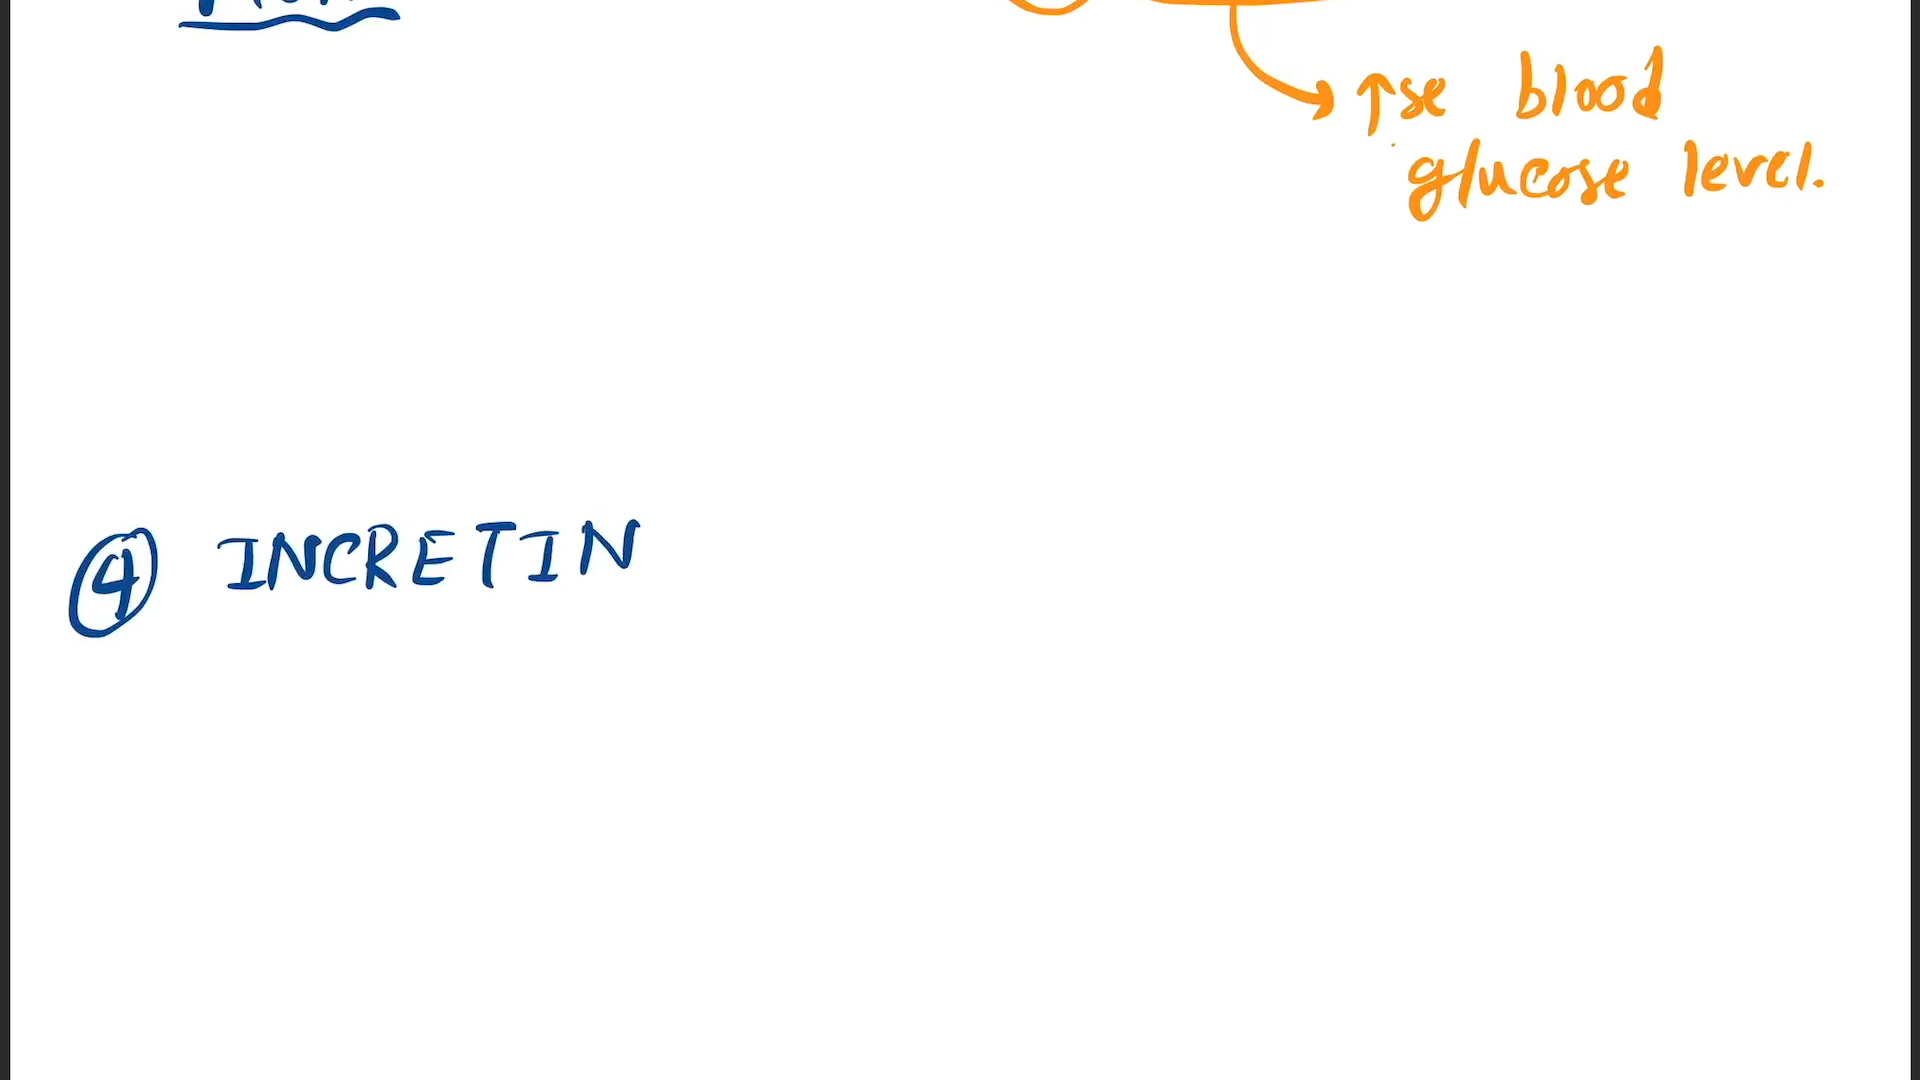 ↑se blood
glucose level.
④ INCRETIN